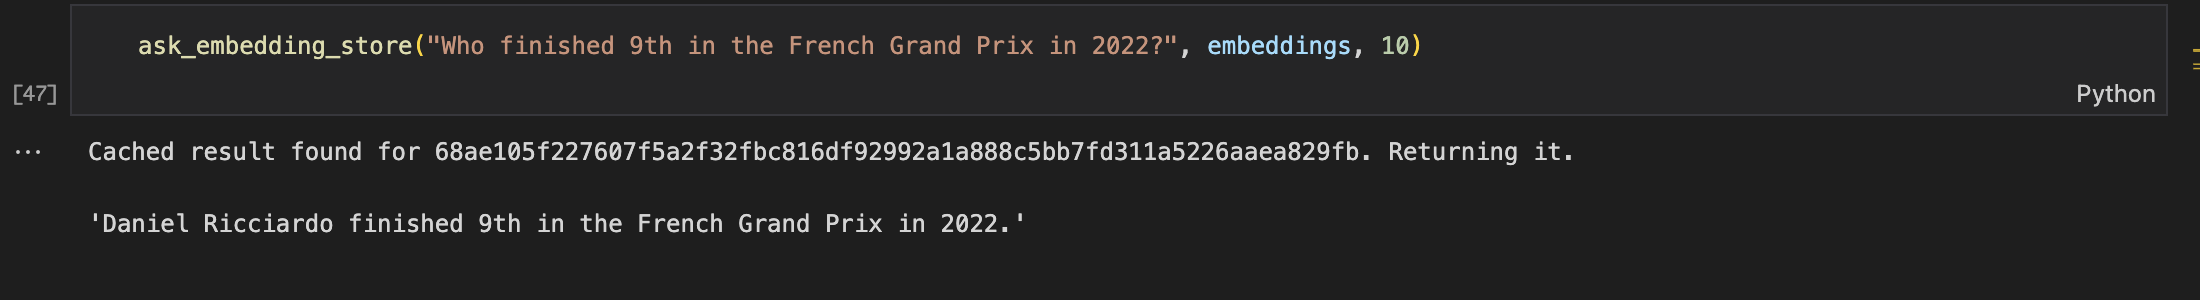 ask_embedding_store("Who finished 9th in the French Grand Prix in 2022?", embeddings, 10)
[47]
Python
... Cached result found for 68ae105f227607f5a2f32fbc816df92992a1a888c5bb7fd311a5226aaea829fb. Returning it.
'Daniel Ricciardo finished 9th in the French Grand Prix in 2022.'